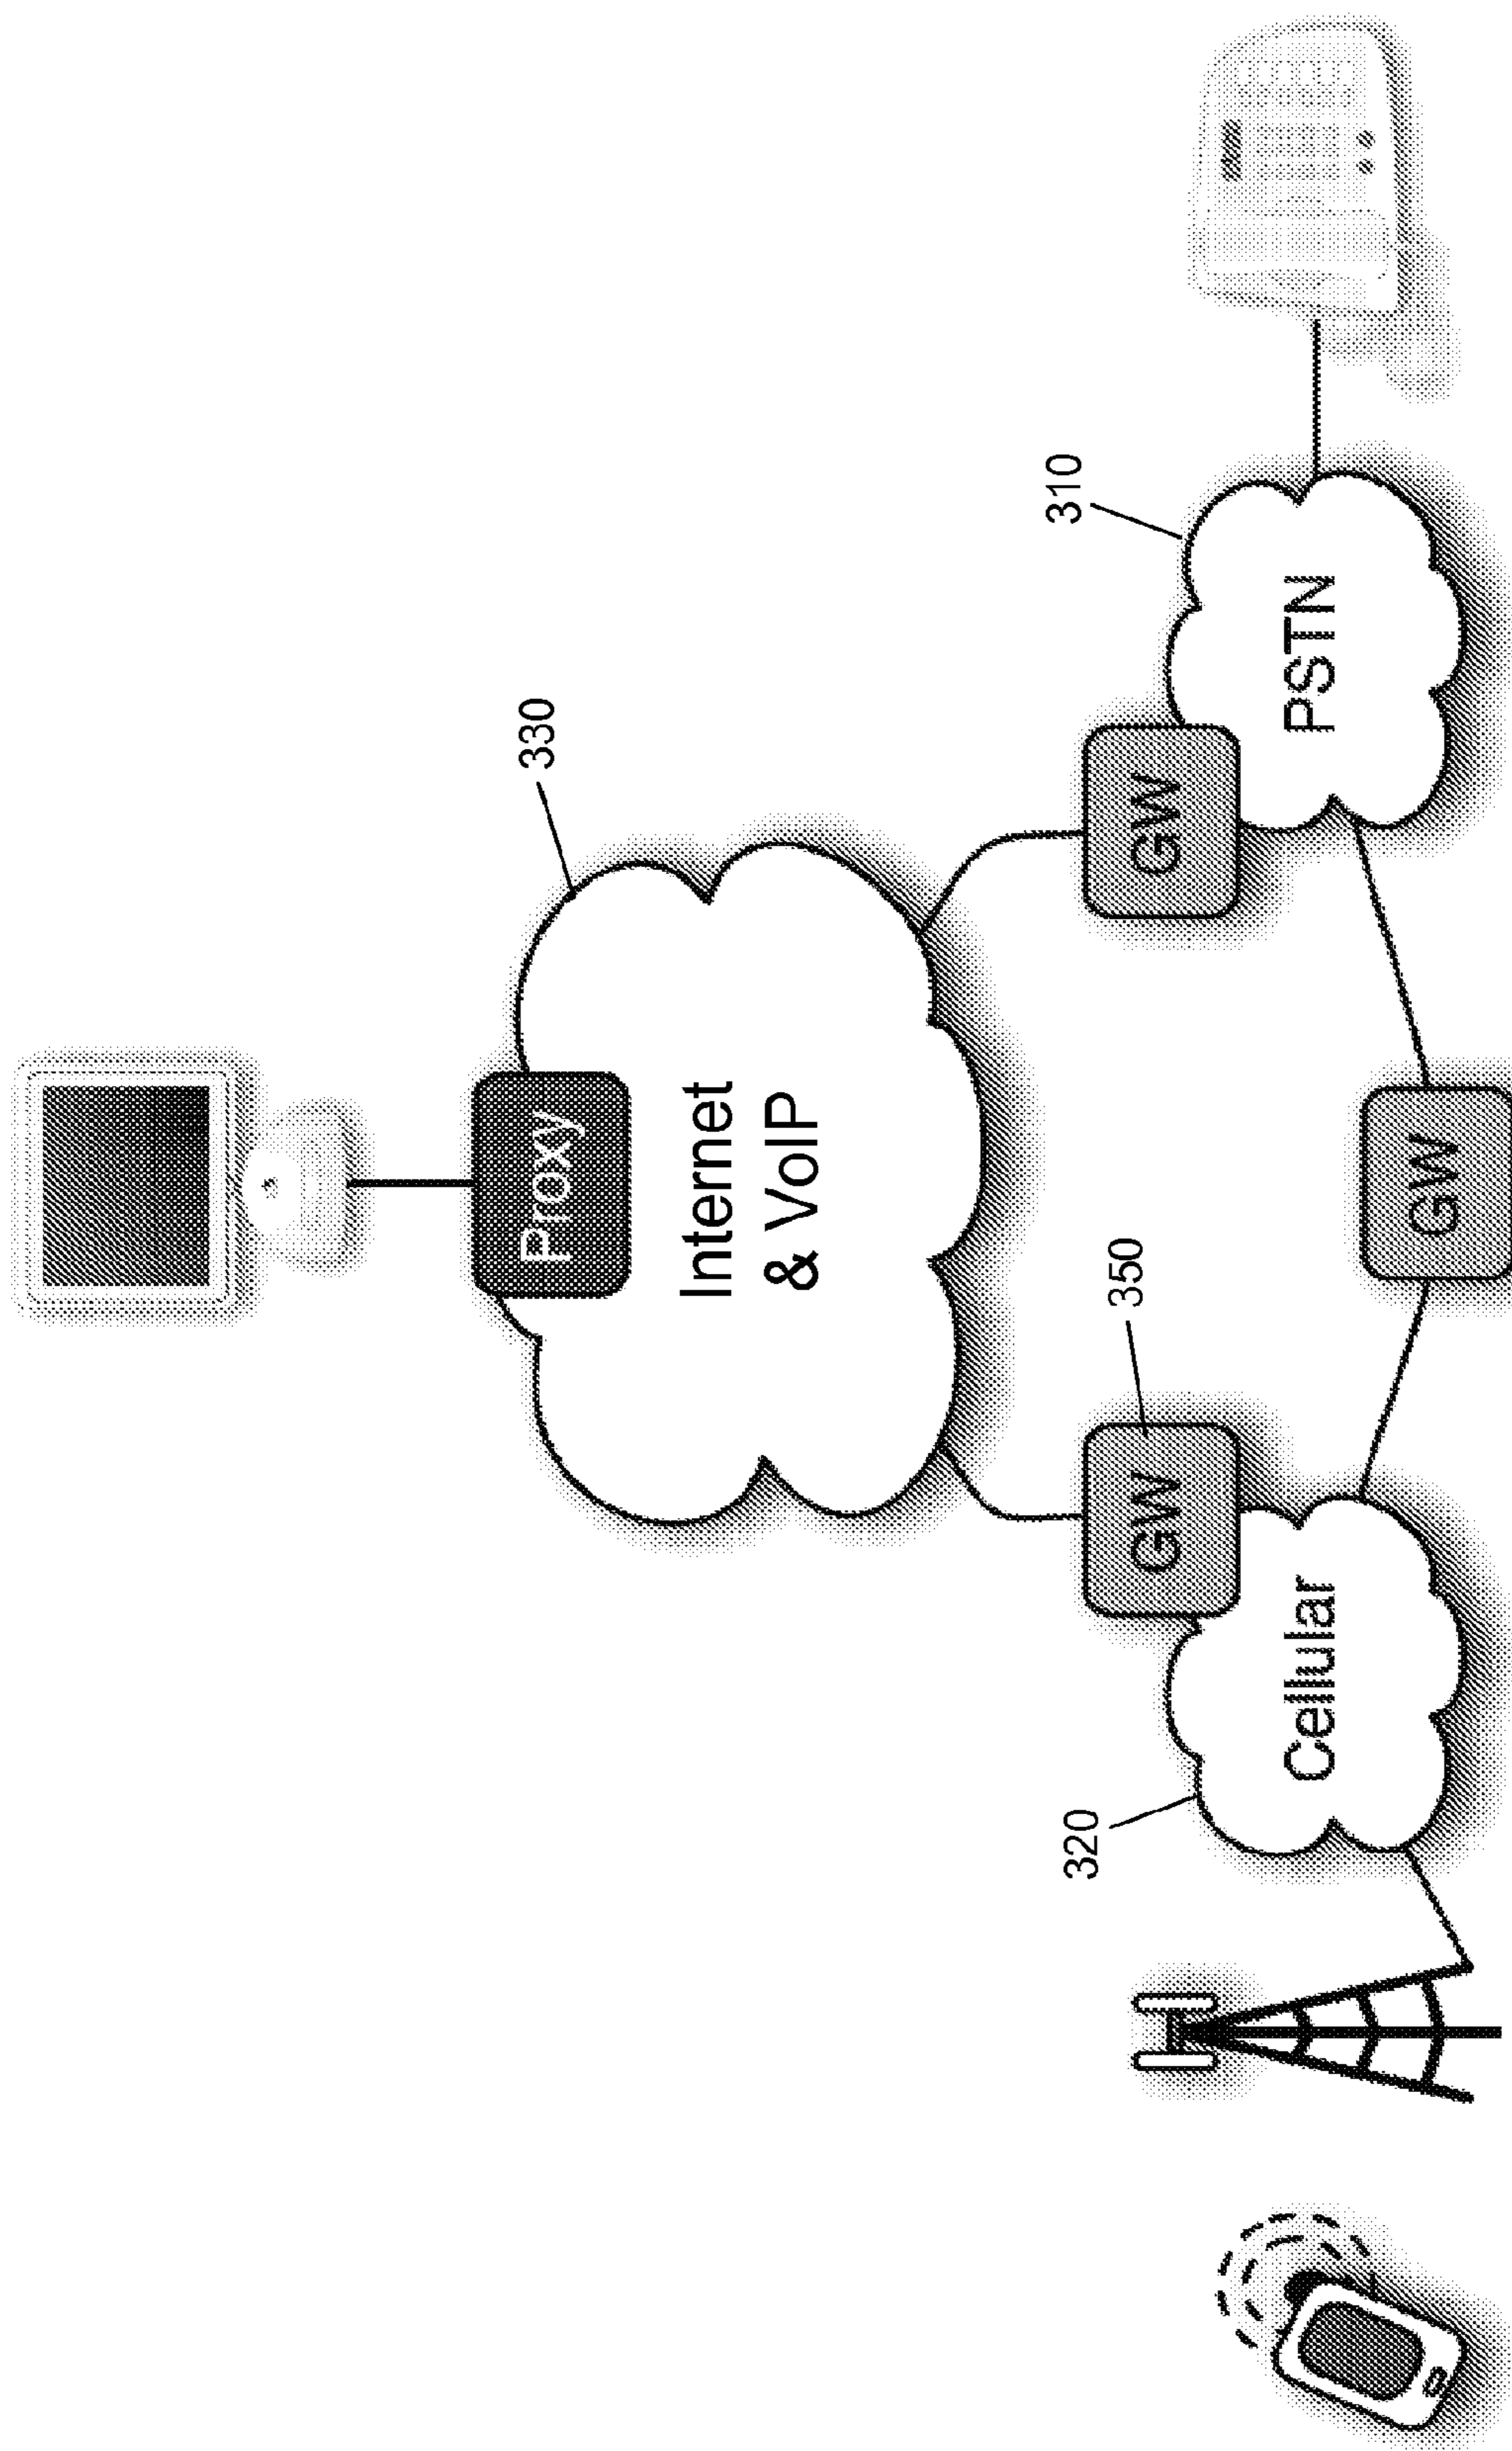 330
Proxy
Internet
& VoIP
320
350
310
GW
GW
Cellular
PSTN
GW